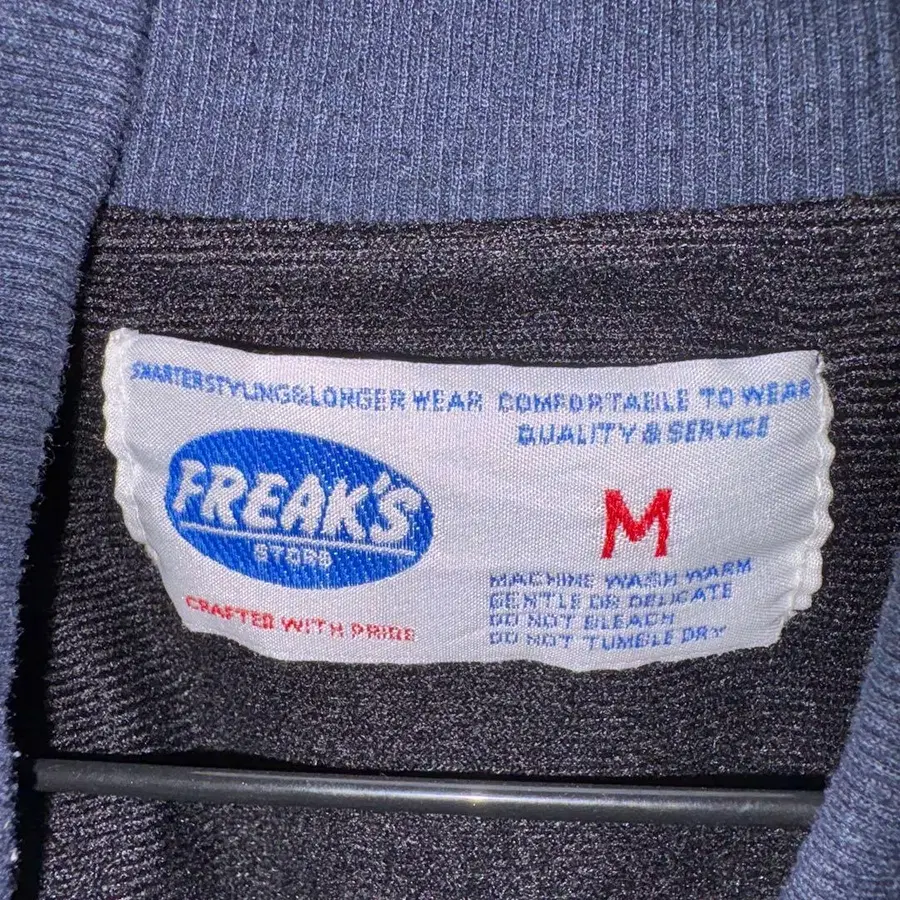 SMARTER STYLING & LONGER WEAR COMFORTABLE TO WEAR
QUALITY & SERVICE
FREAK'S
STORE
M
CRAFTED WITH PRIDE
MACHINE WASH WARM
GENTLE OR DELICATE
DO NOT BLEACH
DO NOT TUMBLE DRY